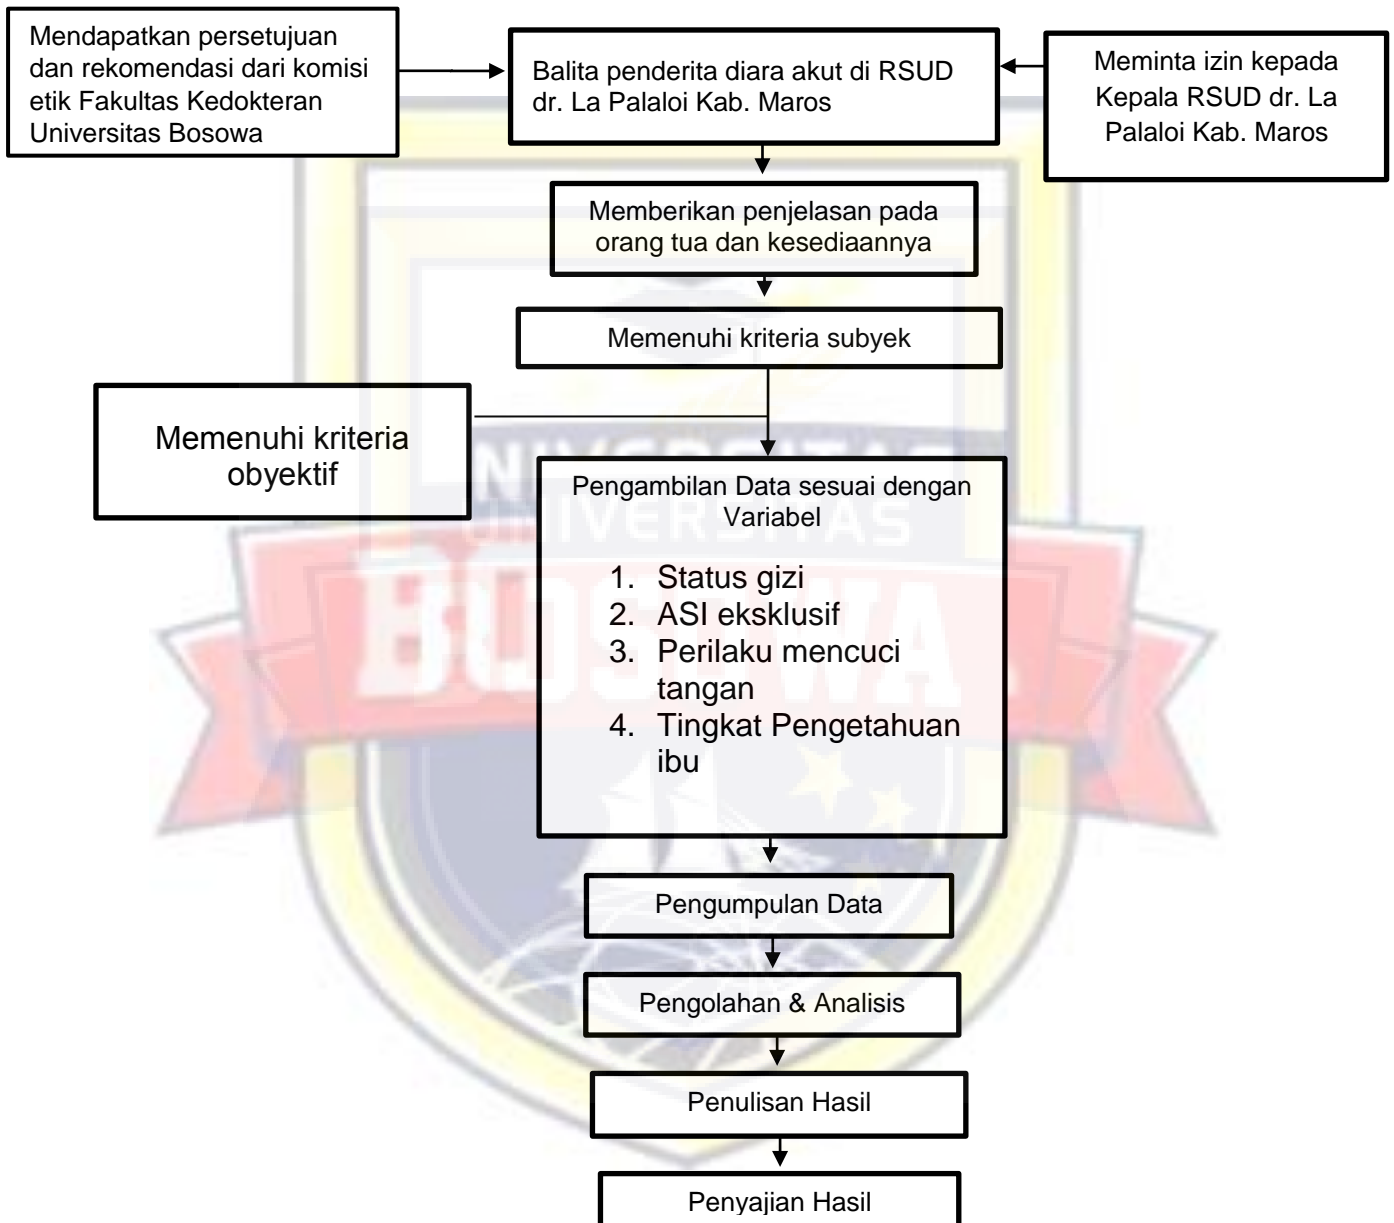 Mendapatkan persetujuan
dan rekomendasi dari komisi
etik Fakultas Kedokteran
Universitas Bosowa
Balita penderita diara akut di RSUD
dr. La Palaloi Kab. Maros
Meminta izin kepada
Kepala RSUD dr. La
Palaloi Kab. Maros
Memberikan penjelasan pada
orang tua dan kesediaannya
Memenuhi kriteria subyek
Memenuhi kriteria
obyektif
UNIVERSITAS
UNIVERSITAS
BOSOWA
Pengambilan Data sesuai dengan
Variabel
1. Status gizi
2. ASI eksklusif
3. Perilaku mencuci
tangan
4. Tingkat Pengetahuan
ibu
Pengumpulan Data
Pengolahan & Analisis
Penulisan Hasil
Penyajian Hasil